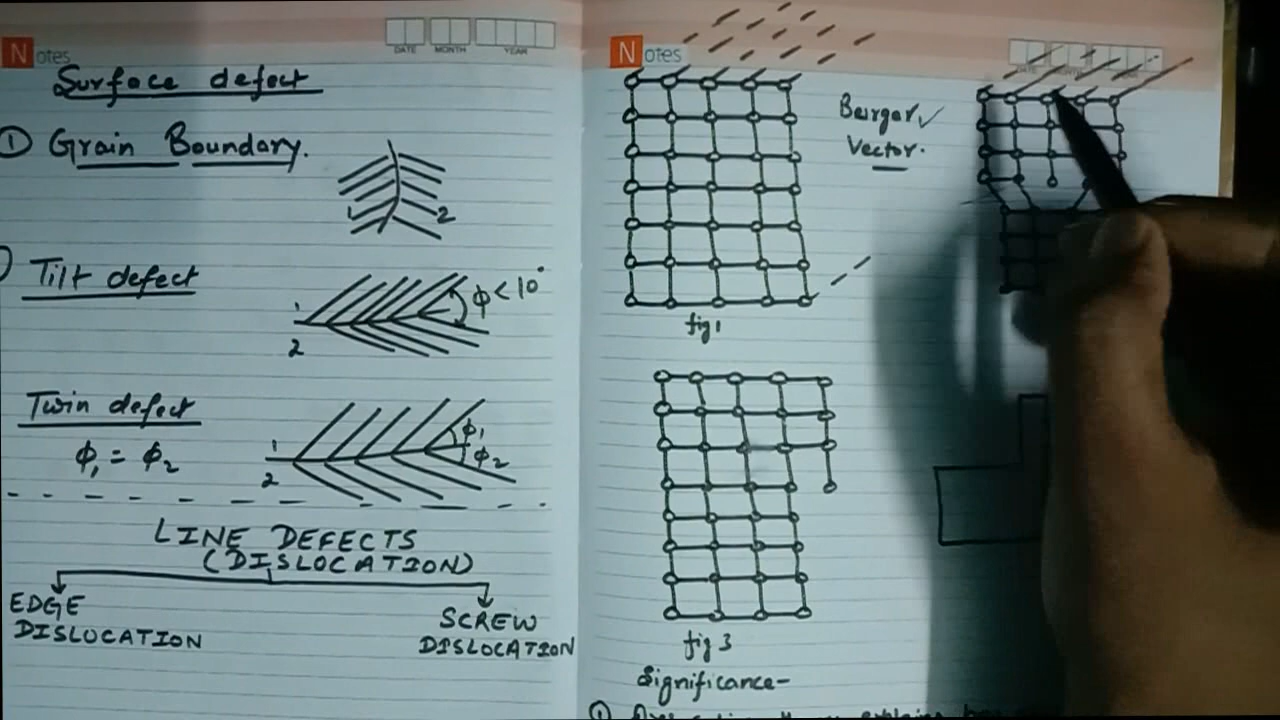 Notes
DATE MONTH YEAR
Surface defect
① Grain Boundary.
1 2
Tilt defect
1
2
ϕ<10°
Twin defect
ϕ₁ = ϕ₂
1
2
ϕ₁
ϕ₂
LINE DEFECTS
(DISLOCATION)
EDGE
DISLOCATION
SCREW
DISLOCATION
Notes
Burger
Vector.
fig 1
fig 3
Significance-
①